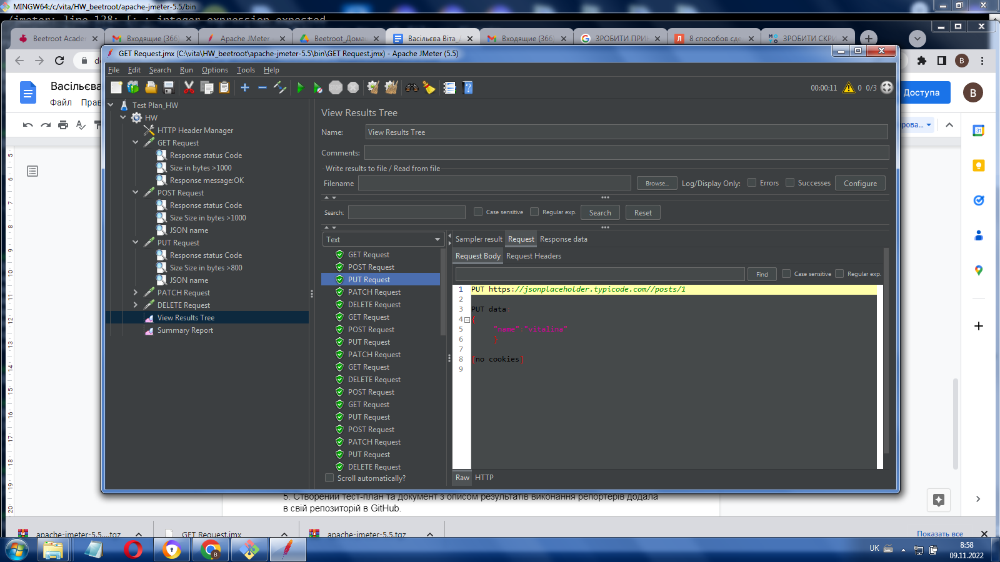 MINGW64:/c/vita/HW_beetroot/apache-jmeter-5.5/bin
Beetroot Acade
Входящие (366)
Apache JMeter
Beetroot_Дома
Васільєва Віта_Д
Входящие (366)
ЗРОБИТИ ПРИ
8 способов сде
ЗРОБИТИ СКРИ
GET Request.jmx (C:\vita\HW_beetroot\apache-jmeter-5.5\bin\GET Request.jmx) - Apache JMeter (5.5)
File Edit Search Run Options Tools Help
Васільєва
Файл Прав
Доступа
B
00:00:11 0 0/3
Test Plan_HW
HW
HTTP Header Manager
GET Request
Response status Code
Size in bytes >1000
Response message:OK
POST Request
Response status Code
Size Size in bytes >1000
JSON name
PUT Request
Response status Code
Size Size in bytes >800
JSON name
PATCH Request
DELETE Request
View Results Tree
Summary Report
View Results Tree
Name: View Results Tree
Comments:
Write results to file / Read from file
Filename Browse... Log/Display Only: Errors Successes Configure
Search: Case sensitive Regular exp. Search Reset
Text
GET Request
POST Request
PUT Request
PATCH Request
DELETE Request
GET Request
POST Request
PUT Request
PATCH Request
GET Request
DELETE Request
POST Request
GET Request
PUT Request
POST Request
PATCH Request
PUT Request
DELETE Request
Scroll automatically?
Sampler result Request Response data
Request Body Request Headers
Find Case sensitive Regular exp.
1 PUT https://jsonplaceholder.typicode.com//posts/1
2
3 PUT data:
4 {
5 "name":"vitalina"
6 }
7
8 [no cookies]
9
Raw HTTP
5. Створений тест-план та документ з описом результатів виконання репортерів додала
в свій репозиторій в GitHub.
apache-jmeter-5.5....tgz
GET Request.jmx
apache-jmeter-5.5.tgz
Показать все
UK
8:58
09.11.2022